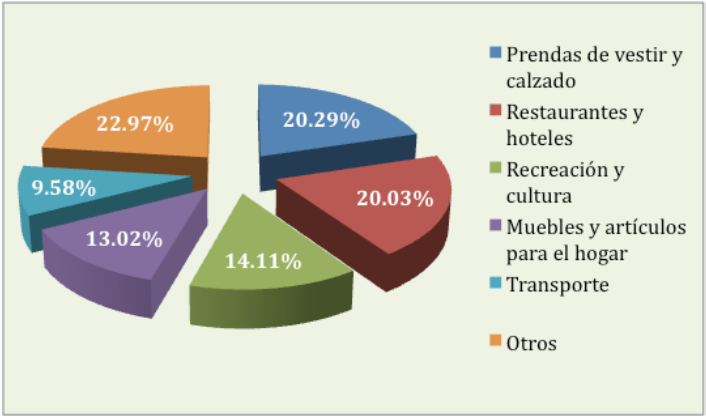 22.97%
20.29%
9.58%
20.03%
13.02%
14.11%
Prendas de vestir y
calzado
Restaurantes y
hoteles
Recreación y
cultura
Muebles y artículos
para el hogar
Transporte
Otros